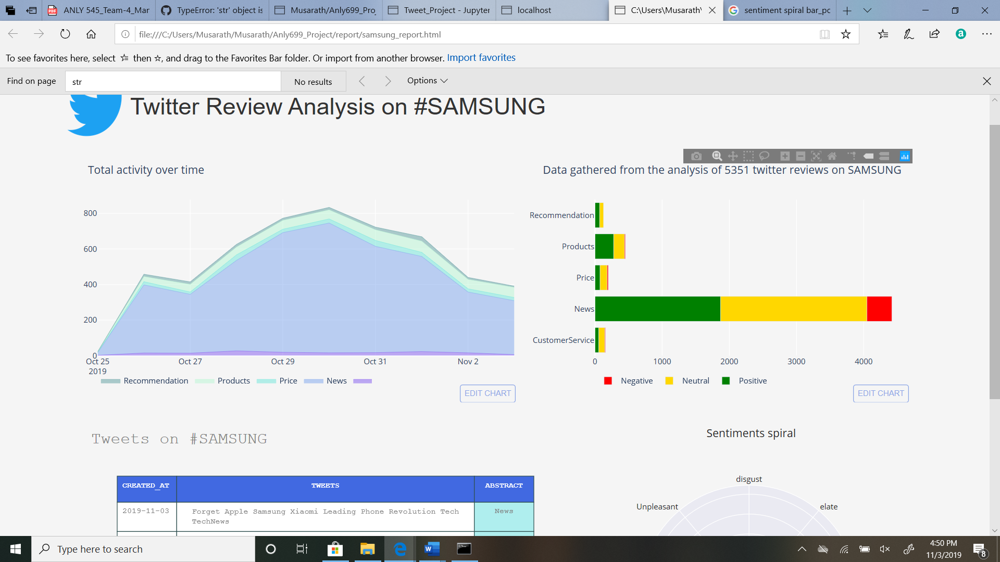 ANLY 545_Team-4_Mar
TypeError: 'str' object is
Musarath/Anly699_Pro
Tweet_Project - Jupyter
localhost
C:\Users\Musarath\
sentiment spiral bar_pc
file:///C:/Users/Musarath/Musarath/Anly699_Project/report/samsung_report.html
To see favorites here, select then ☆, and drag to the Favorites Bar folder. Or import from another browser. Import favorites
Find on page
str
No results
Options
Twitter Review Analysis on #SAMSUNG
Total activity over time
800
600
400
200
0
Oct 25
2019
Oct 27
Oct 29
Oct 31
Nov 2
Recommendation
Products
Price
News
EDIT CHART
Data gathered from the analysis of 5351 twitter reviews on SAMSUNG
Recommendation
Products
Price
News
CustomerService
0
1000
2000
3000
4000
Negative
Neutral
Positive
EDIT CHART
Tweets on #SAMSUNG
CREATED_AT
TWEETS
ABSTRACT
2019-11-03
Forget Apple Samsung Xiaomi Leading Phone Revolution Tech
TechNews
News
Sentiments spiral
disgust
Unpleasant
elate
Type here to search
4:50 PM
11/3/2019
8